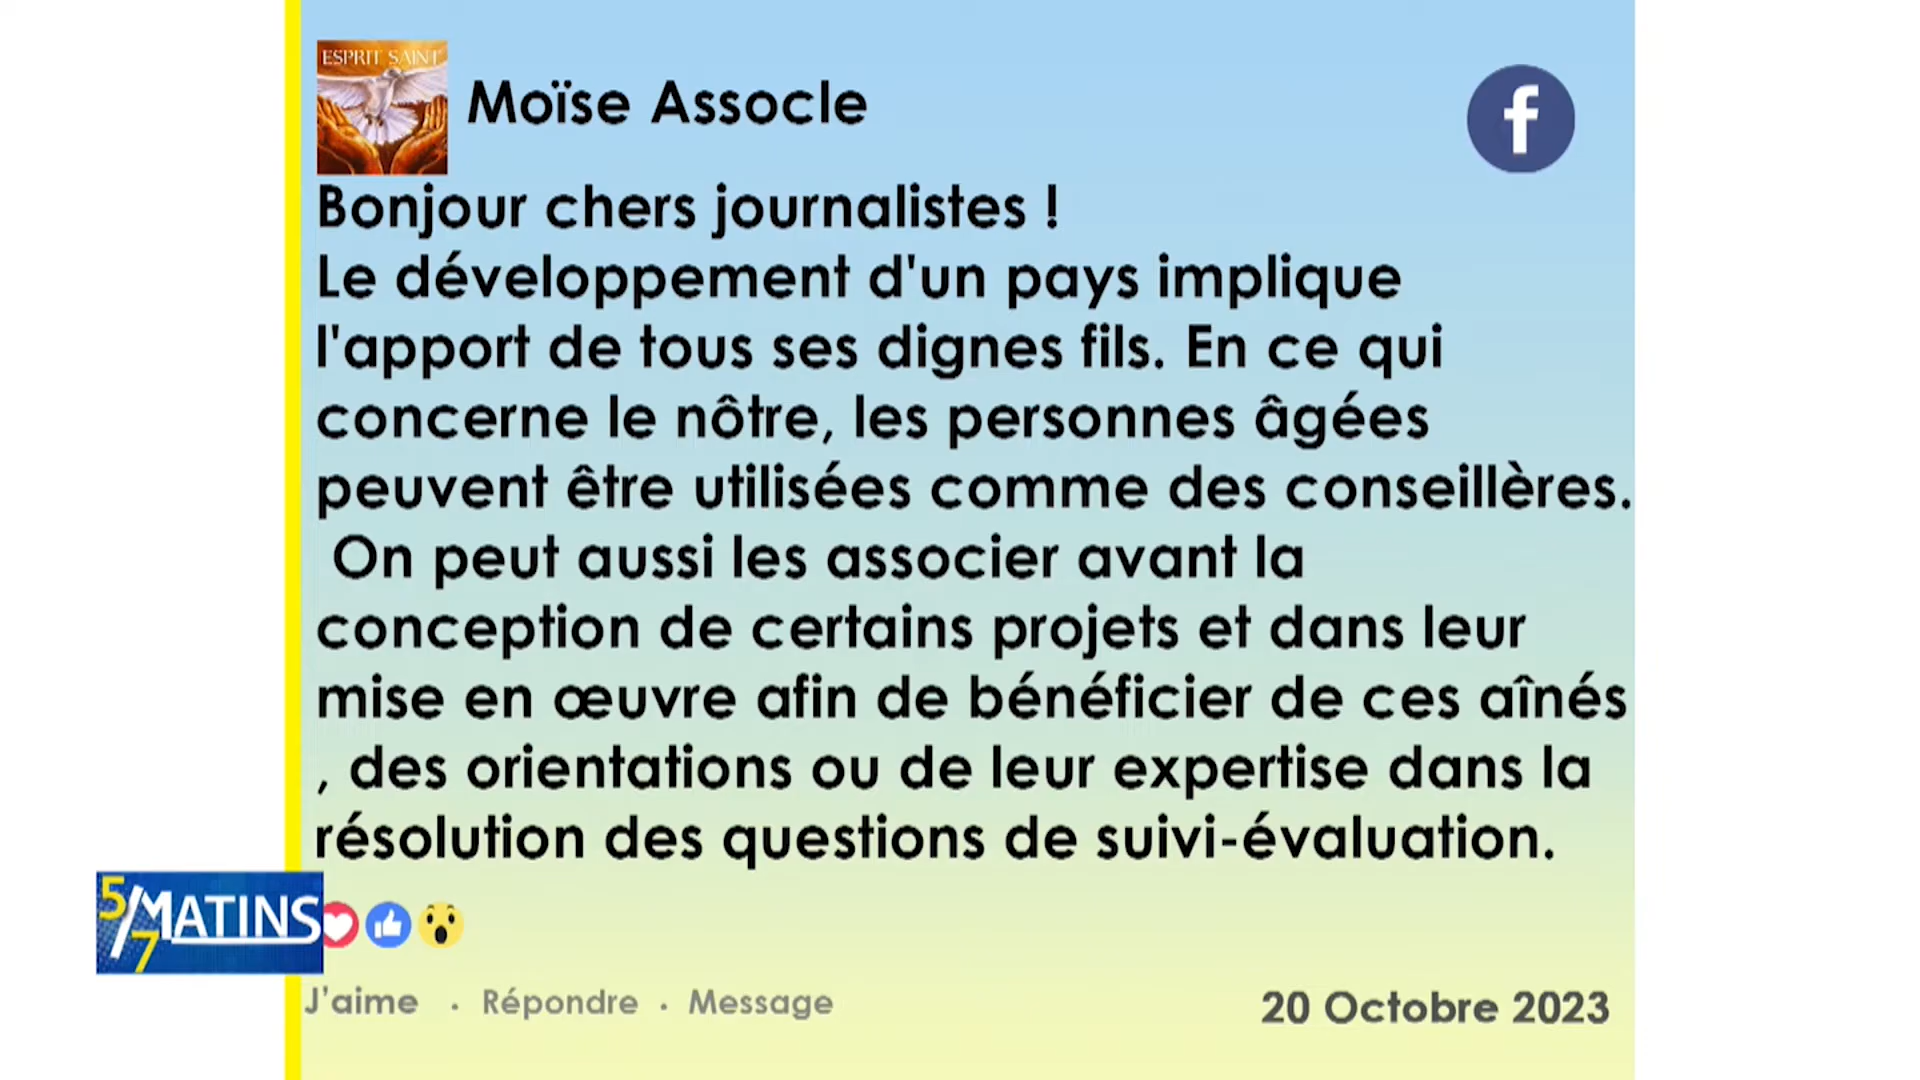 ESPRIT SAINT
Moïse Assocle
f
Bonjour chers journalistes !
Le développement d'un pays implique
l'apport de tous ses dignes fils. En ce qui
concerne le nôtre, les personnes âgées
peuvent être utilisées comme des conseillères.
On peut aussi les associer avant la
conception de certains projets et dans leur
mise en œuvre afin de bénéficier de ces aînés
, des orientations ou de leur expertise dans la
résolution des questions de suivi-évaluation.
5/7 MATINS
J'aime · Répondre · Message
20 Octobre 2023